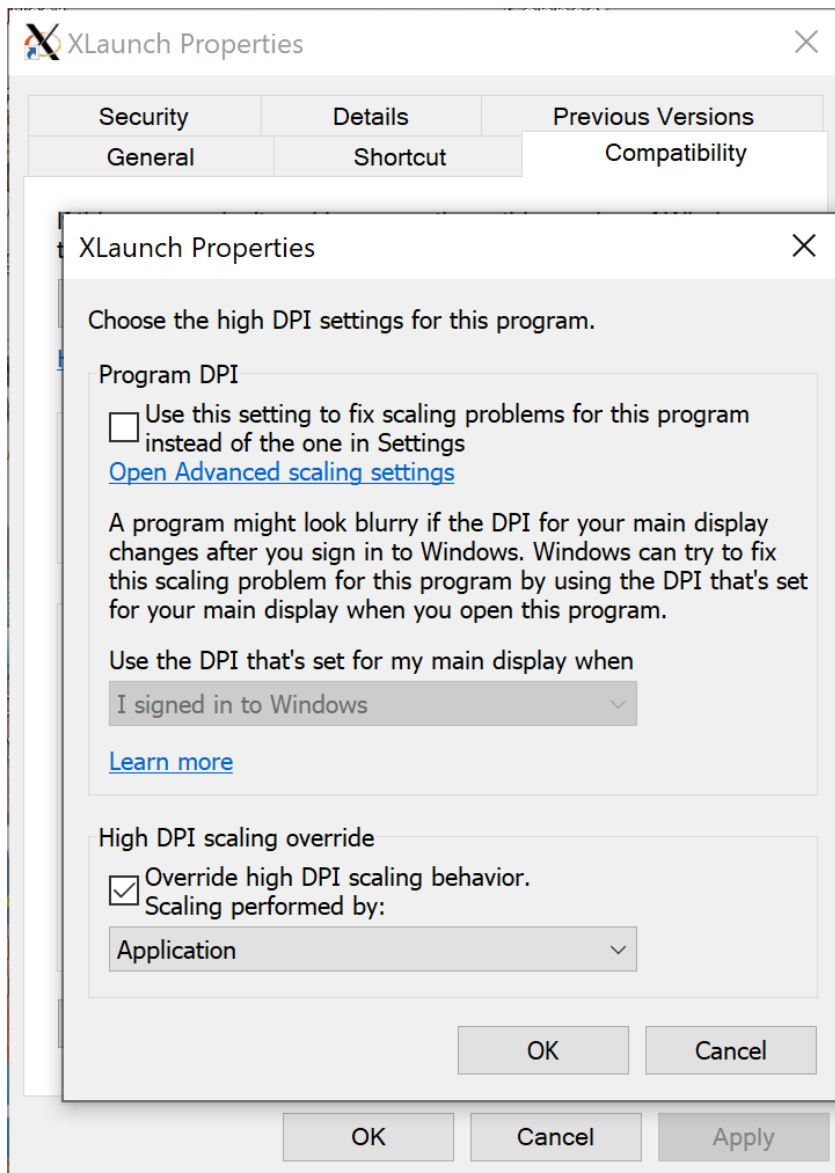 XLaunch Properties
Security Details Previous Versions
General Shortcut Compatibility
XLaunch Properties
Choose the high DPI settings for this program.
Program DPI
Use this setting to fix scaling problems for this program
instead of the one in Settings
Open Advanced scaling settings
A program might look blurry if the DPI for your main display
changes after you sign in to Windows. Windows can try to fix
this scaling problem for this program by using the DPI that's set
for your main display when you open this program.
Use the DPI that's set for my main display when
I signed in to Windows
Learn more
High DPI scaling override
Override high DPI scaling behavior.
Scaling performed by:
Application
OK Cancel
OK Cancel Apply